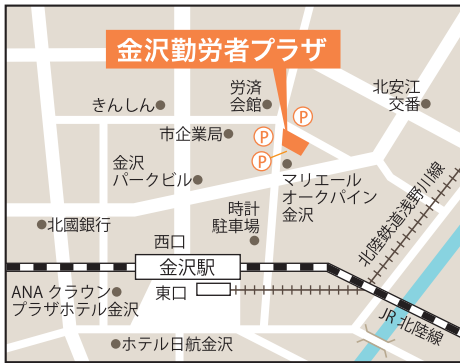 金沢勤労者プラザ
労済
会館
北安江
交番
きんしん
P
市企業局
P
P
金沢
パークビル
マリエール
オークパイン
金沢
北陸鉄道浅野川線
時計
駐車場
北國銀行
西口
金沢駅
東口
ANA クラウン
プラザホテル金沢
JR 北陸線
ホテル日航金沢